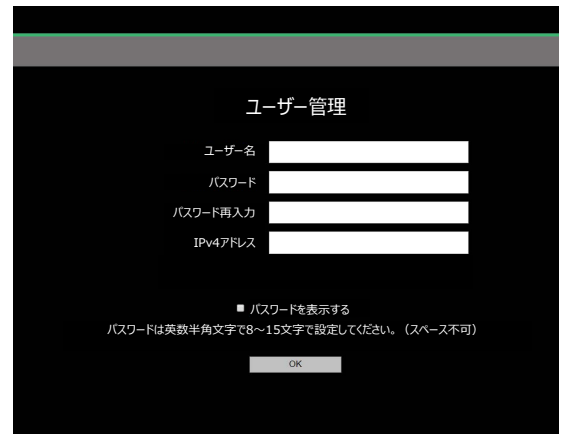 ユーザー管理
ユーザー名
パスワード
パスワード再入力
IPv4アドレス
パスワードを表示する
パスワードは英数半角文字で8～15文字で設定してください。（スペース不可）
OK